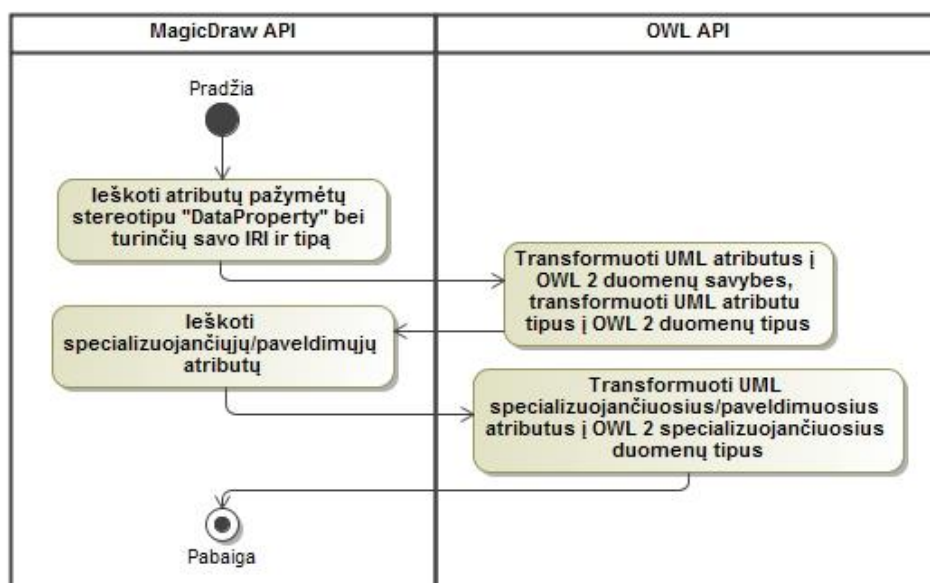 MagicDraw API
OWL API
Pradžia
Ieškoti atributų pažymėtų
stereotipu "DataProperty" bei
turinčių savo IRI ir tipą
Transformuoti UML atributus į
OWL 2 duomenų savybes,
transformuoti UML atributu
tipus į OWL 2 duomenų tipus
Ieškoti
specializuojančiųjų/paveldimųjų
atributų
Transformuoti UML
specializuojančiuosius/paveldimuosius
atributus į OWL 2 specializuojančiuosius
duomenų tipus
Pabaiga